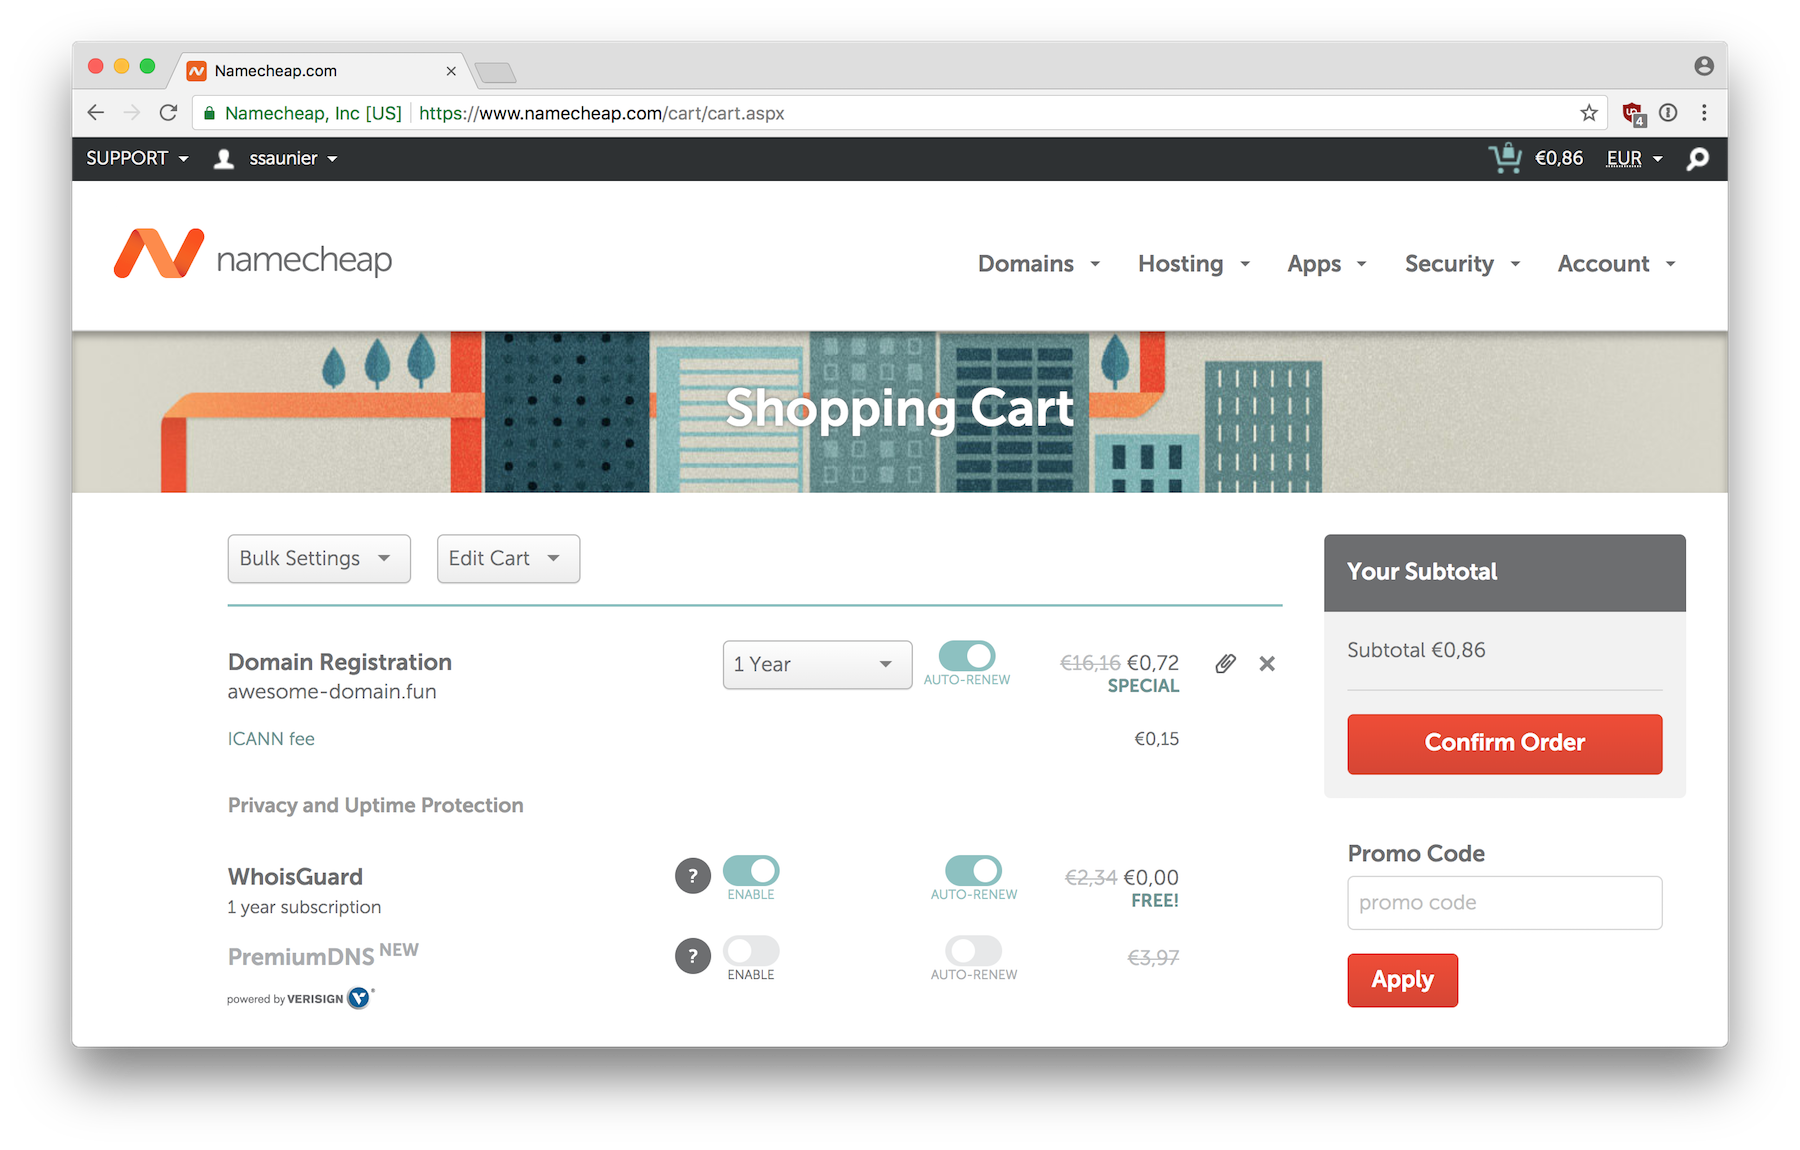 Namecheap.com
Namecheap, Inc [US] https://www.namecheap.com/cart/cart.aspx
4
SUPPORT ssaunier €0,86 EUR
namecheap
Domains Hosting Apps Security Account
Shopping Cart
Bulk Settings Edit Cart
Your Subtotal
Subtotal €0,86
Confirm Order
Domain Registration 1 Year €16,16 €0,72
awesome-domain.fun AUTO-RENEW SPECIAL
ICANN fee €0,15
Privacy and Uptime Protection
WhoisGuard ? €2,34 €0,00
1 year subscription ENABLE AUTO-RENEW FREE!
PremiumDNS NEW ? €3,97
ENABLE AUTO-RENEW
powered by VERISIGN
Promo Code
promo code
Apply